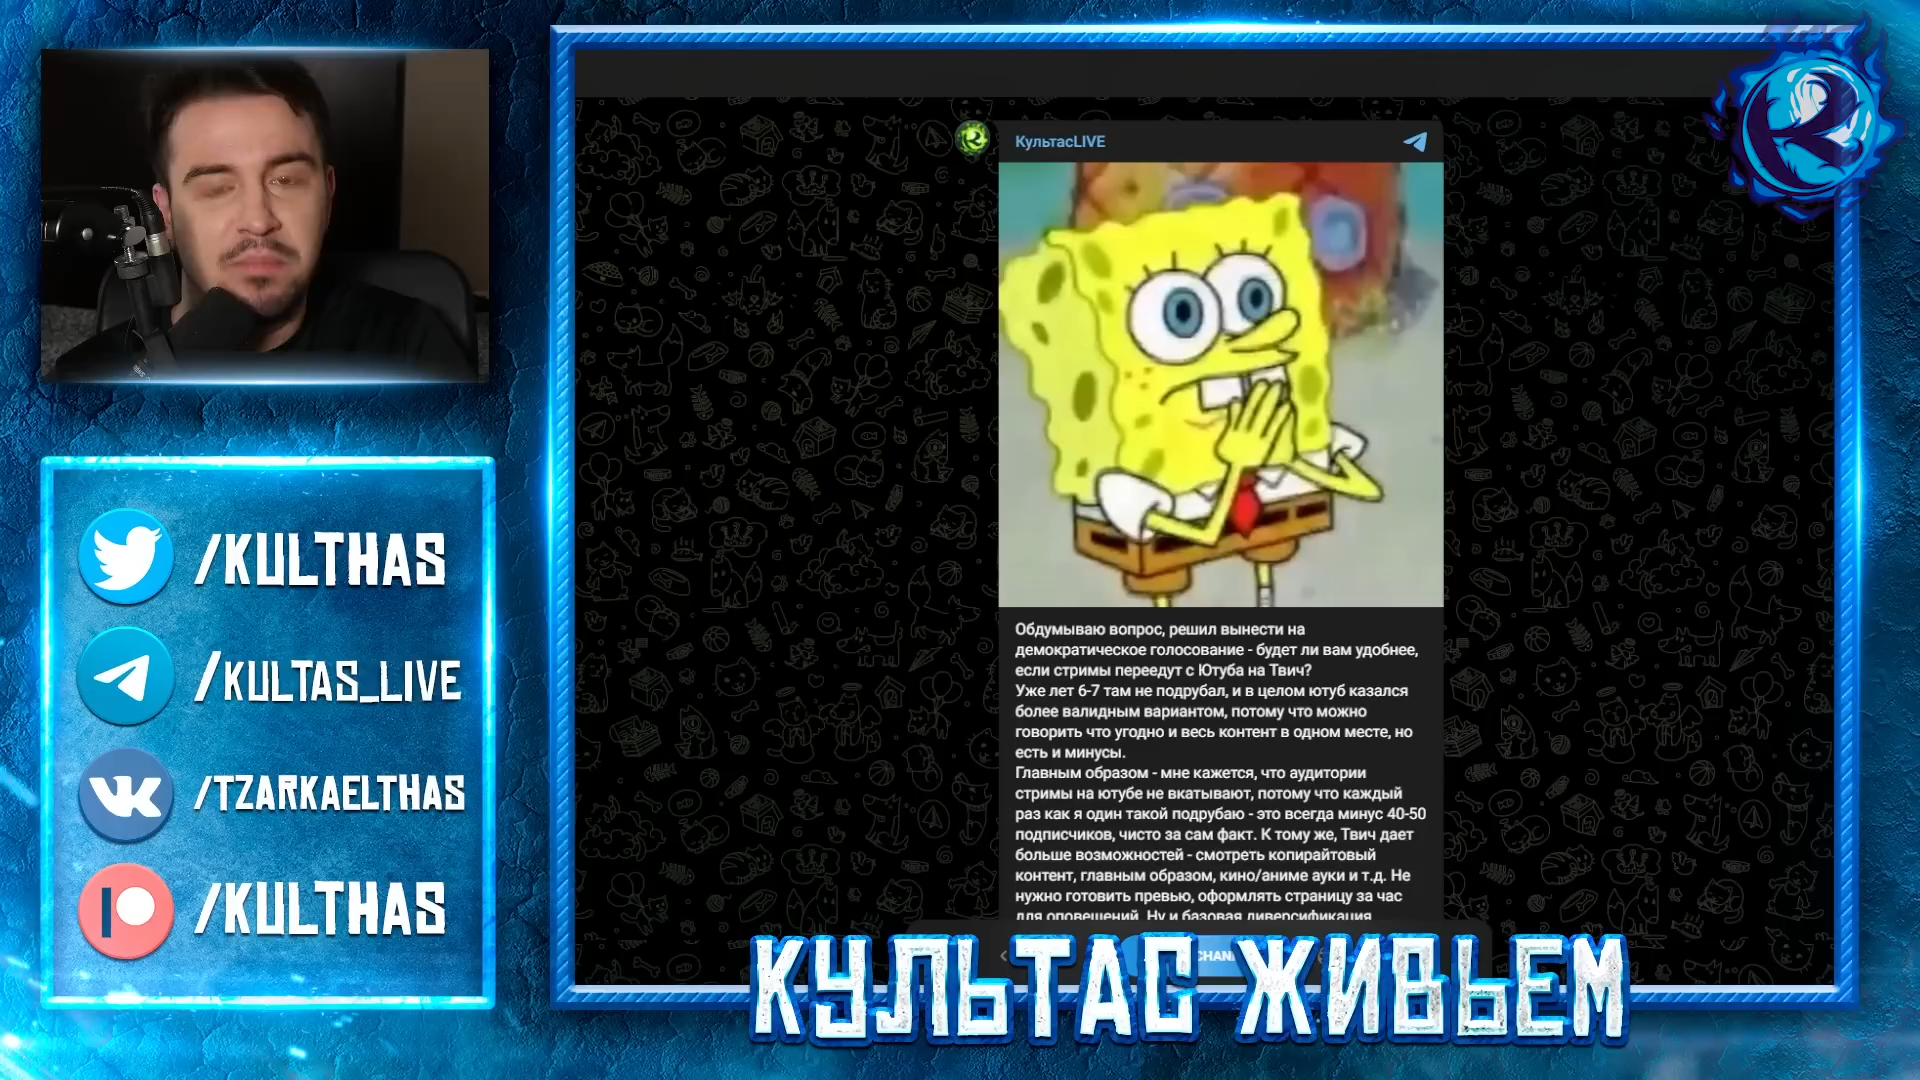 /KULTHAS
/KULTAS_LIVE
/TZARKAELTHAS
/KULTHAS
КультасLIVE
Обдумываю вопрос, решил вынести на
демократическое голосование - будет ли вам удобнее,
если стримы переедут с Ютуба на Твич?
Уже лет 6-7 там не подрубал, и в целом ютуб казался
более валидным вариантом, потому что можно
говорить что угодно и весь контент в одном месте, но
есть и минусы.
Главным образом - мне кажется, что аудитории
стримы на ютубе не вкатывают, потому что каждый
раз как я один такой подрубаю - это всегда минус 40-50
подписчиков, чисто за сам факт. К тому же, Твич дает
больше возможностей - смотреть копирайтовый
контент, главным образом, кино/аниме ауки и т.д. Не
нужно готовить превью, оформлять страницу за час
для оповещений. Ну и базовая диверсификация
КУЛЬТАС ЖИВЬЕМ